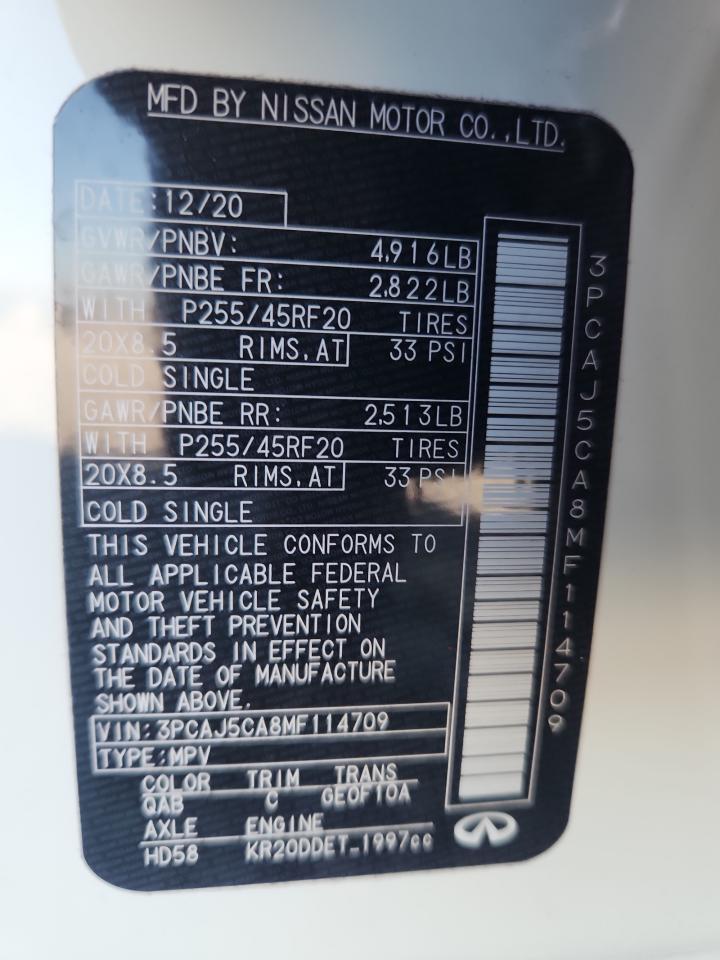 MFD BY NISSAN MOTOR CO.,LTD.
DATE:12/20
GVWR/PNBV: 4,916LB
GAWR/PNBE FR: 2,822LB
WITH P255/45RF20 TIRES
20X8.5 RIMS,AT 33 PSI
COLD SINGLE
GAWR/PNBE RR: 2,513LB
WITH P255/45RF20 TIRES
20X8.5 RIMS,AT 33 PSI
COLD SINGLE
THIS VEHICLE CONFORMS TO
ALL APPLICABLE FEDERAL
MOTOR VEHICLE SAFETY
AND THEFT PREVENTION
STANDARDS IN EFFECT ON
THE DATE OF MANUFACTURE
SHOWN ABOVE.
VIN:3PCAJ5CA8MF114709
TYPE:MPV
COLOR TRIM TRANS
QAB C GE0F10A
AXLE ENGINE
HD58 KR20DDET_1997cc
3PCAJ5CA8MF114709